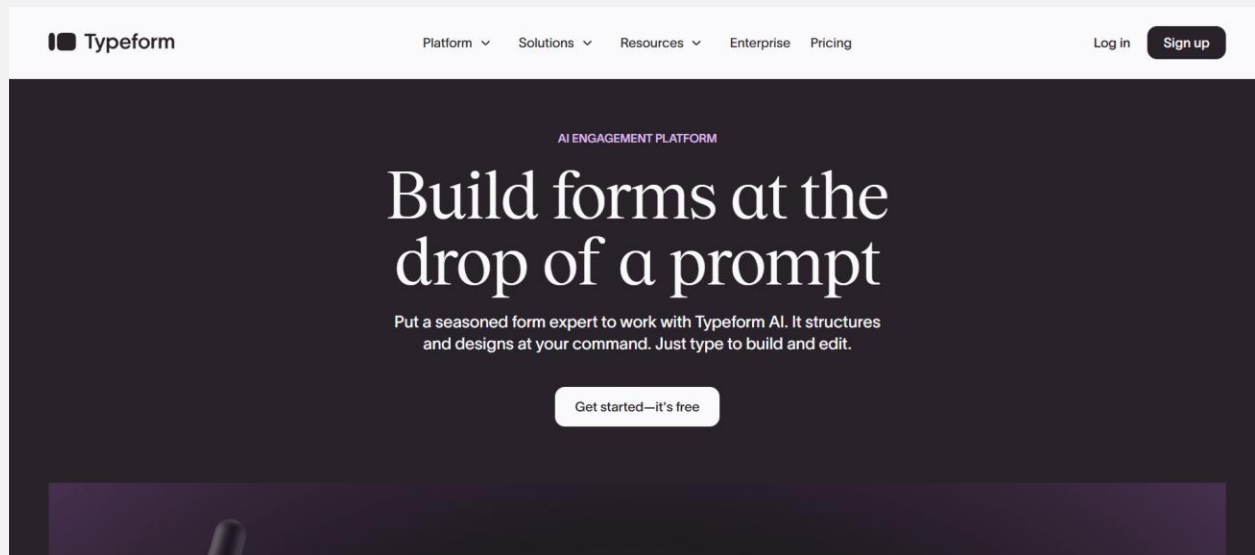 Typeform
Platform
Solutions
Resources
Enterprise
Pricing
Log in
Sign up
AI ENGAGEMENT PLATFORM
Build forms at the
drop of a prompt
Put a seasoned form expert to work with Typeform AI. It structures
and designs at your command. Just type to build and edit.
Get started—it's free